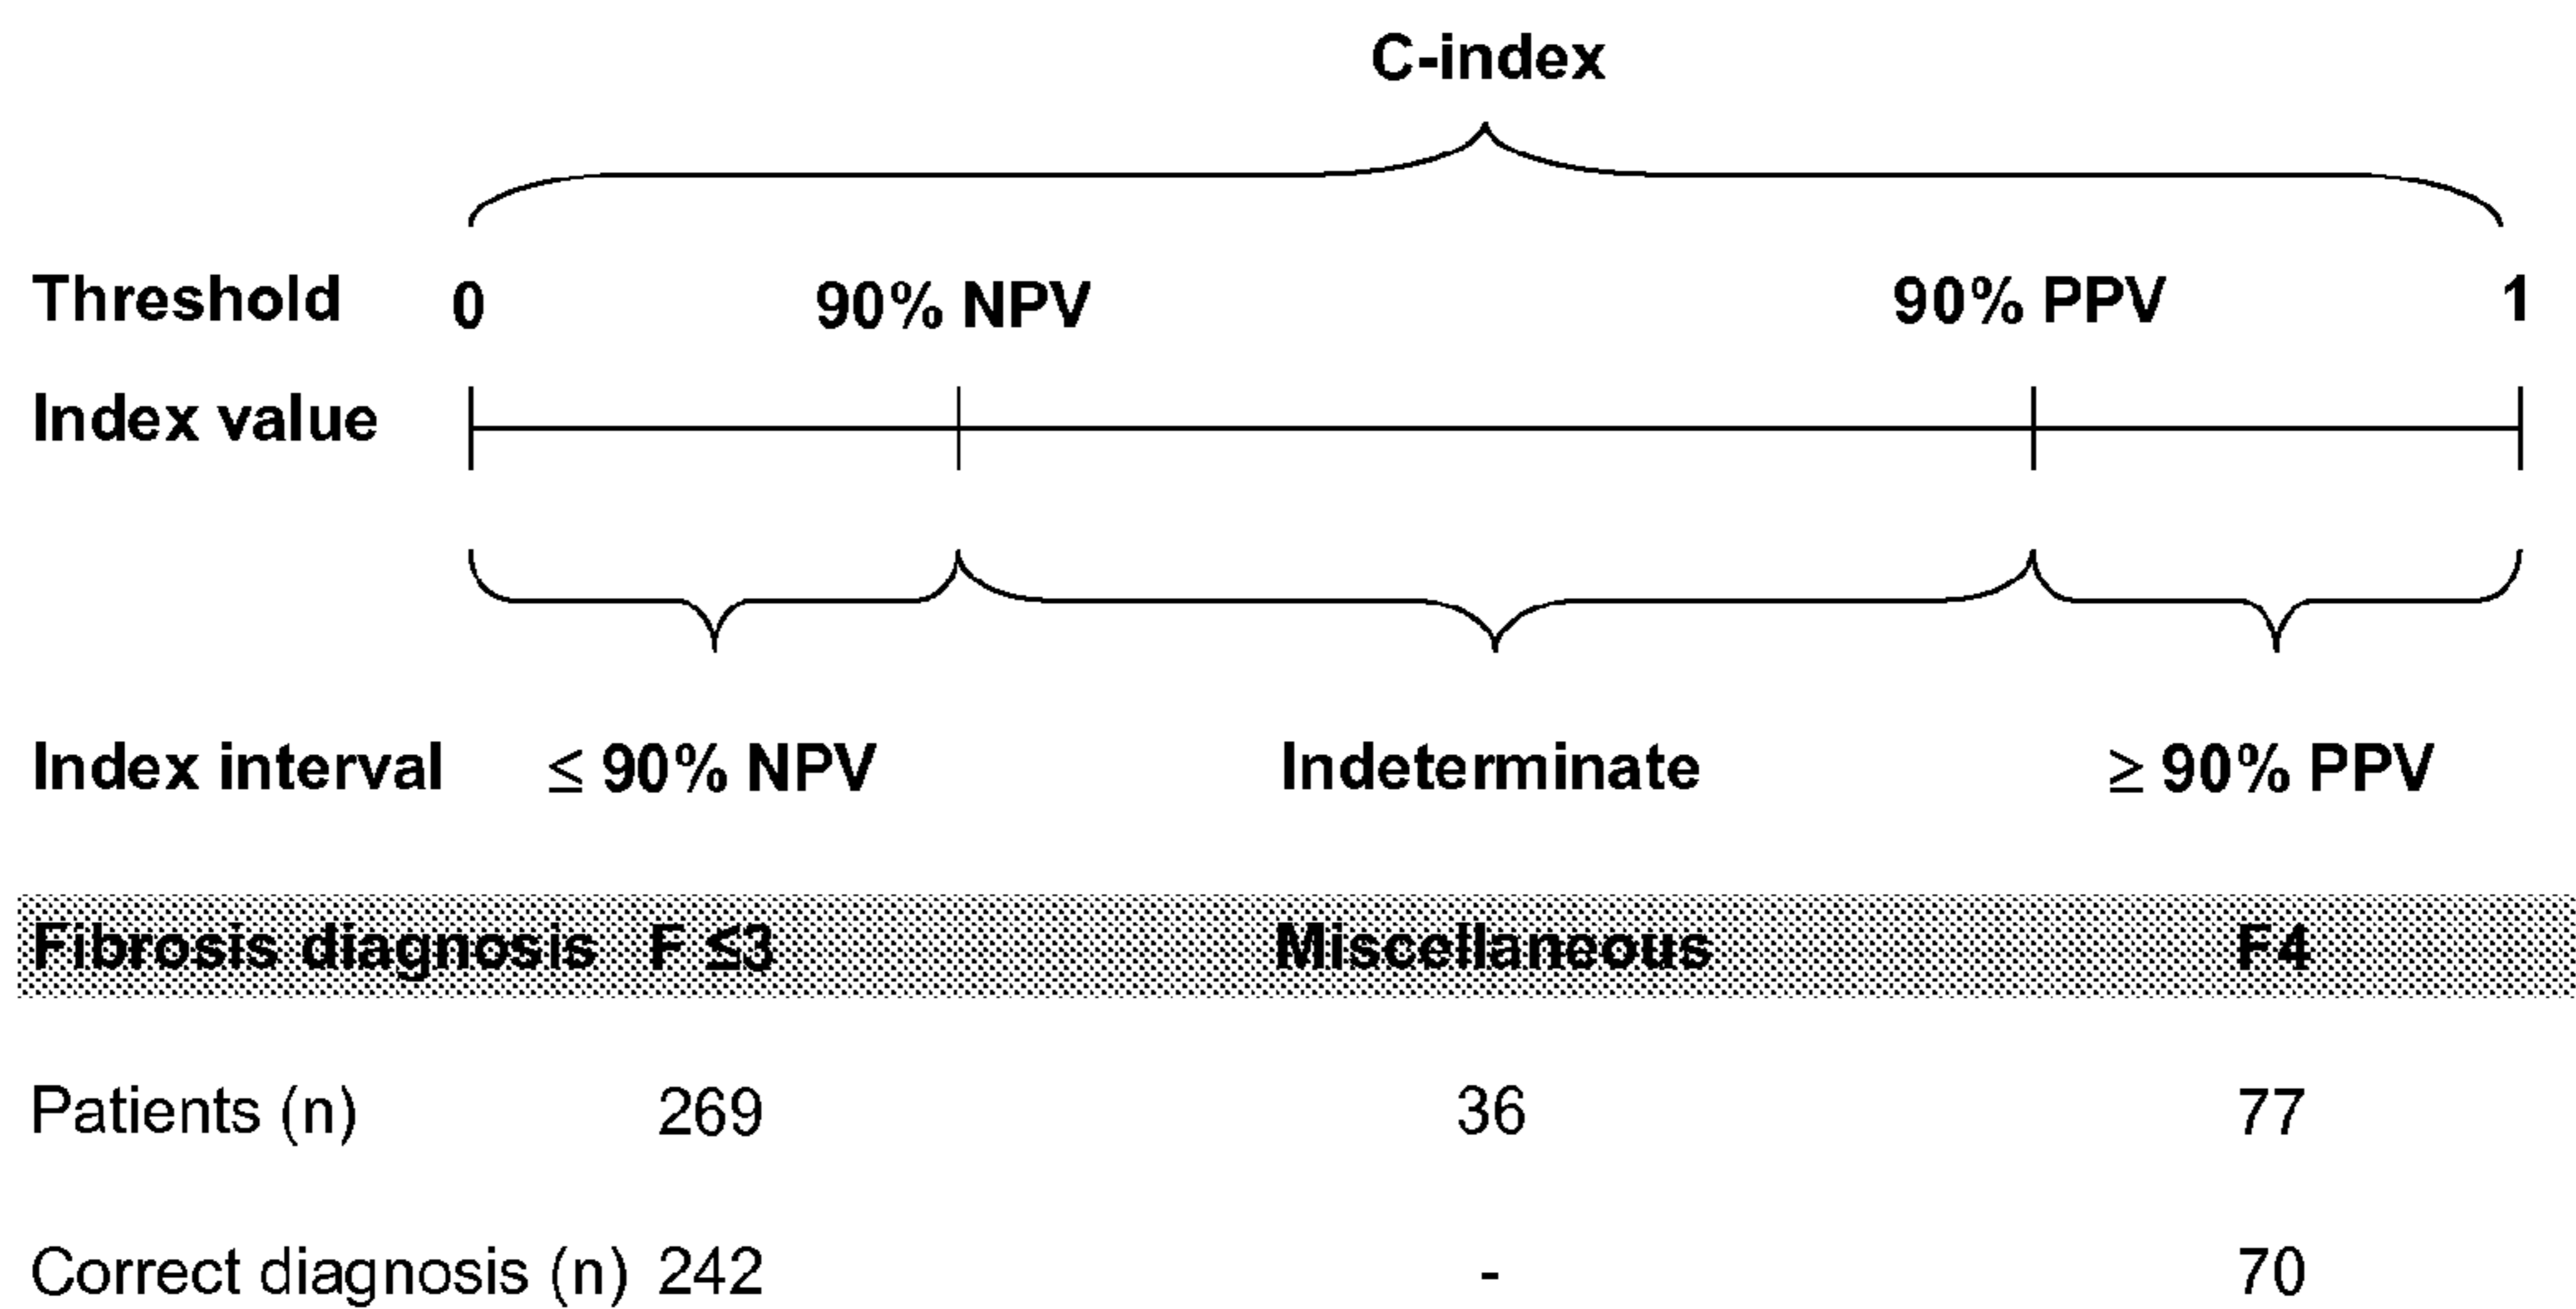 C-index
Threshold 0 90% NPV 90% PPV 1
Index value
Index interval ≤ 90% NPV Indeterminate ≥ 90% PPV
Fibrosis diagnosis F ≤3 Miscellaneous F4
Patients (n) 269 36 77
Correct diagnosis (n) 242 - 70